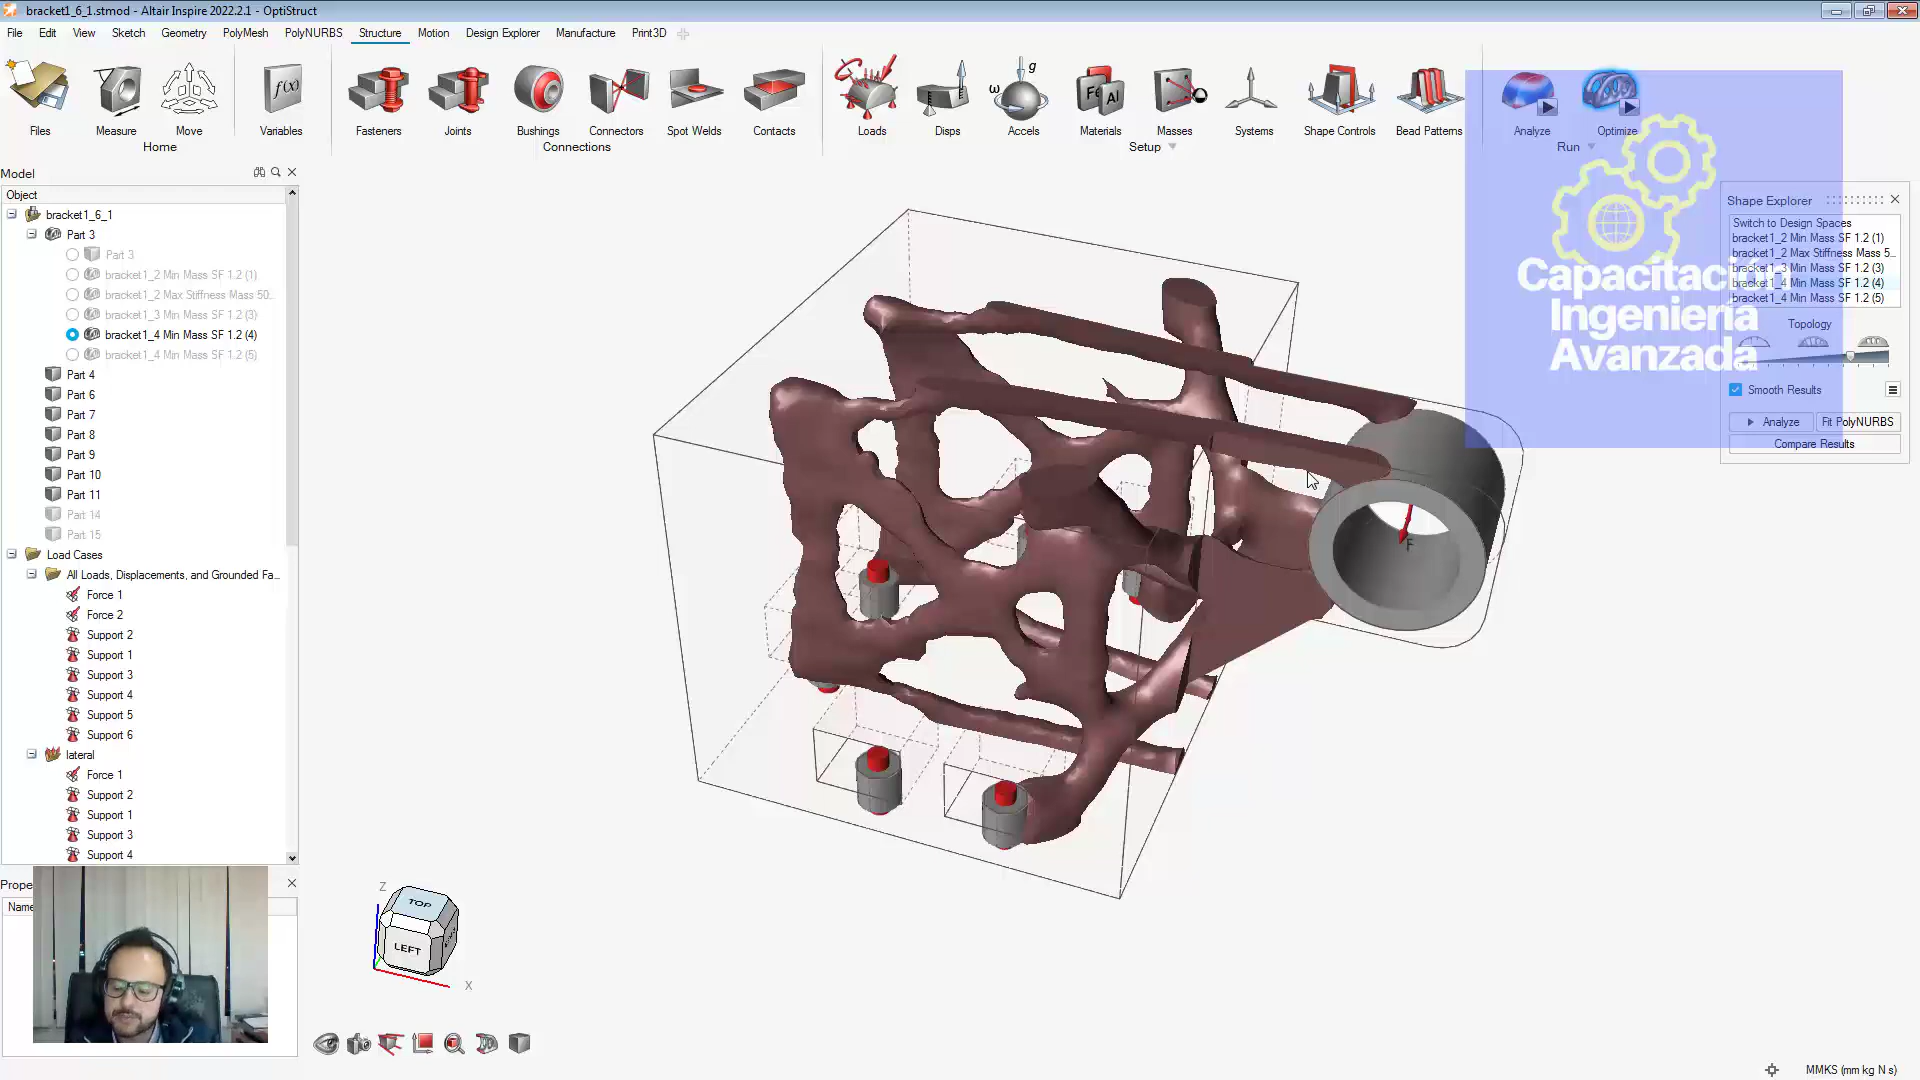 bracket1_6_1.stmod - Altair Inspire 2022.2.1 - OptiStruct
File Edit View Sketch Geometry PolyMesh PolyNURBS Structure Motion Design Explorer Manufacture Print3D
Files Measure Move Variables Fasteners Joints Bushings Connectors Spot Welds Contacts Loads Disps Accels Materials Masses Systems Shape Controls Bead Patterns Analyze Optimize
Home Connections Setup Run
f(x)
g
ω
Fe
Al
Capacitación
Ingeniería
Avanzada
Model
Object
bracket1_6_1
Part 3
Part 3
bracket1_2 Min Mass SF 1.2 (1)
bracket1_2 Max Stiffness Mass 50...
bracket1_3 Min Mass SF 1.2 (3)
bracket1_4 Min Mass SF 1.2 (4)
bracket1_4 Min Mass SF 1.2 (5)
Part 4
Part 6
Part 7
Part 8
Part 9
Part 10
Part 11
Part 14
Part 15
Load Cases
All Loads, Displacements, and Grounded Fa...
Force 1
Force 2
Support 2
Support 1
Support 3
Support 4
Support 5
Support 6
lateral
Force 1
Support 2
Support 1
Support 3
Support 4
Prope
Name
Shape Explorer
Switch to Design Spaces
bracket1_2 Min Mass SF 1.2 (1)
bracket1_2 Max Stiffness Mass 5...
bracket1_3 Min Mass SF 1.2 (3)
bracket1_4 Min Mass SF 1.2 (4)
bracket1_4 Min Mass SF 1.2 (5)
Topology
Smooth Results
Analyze Fit PolyNURBS
Compare Results
F
Z
TOP
LEFT
X
MMKS (mm kg N s)